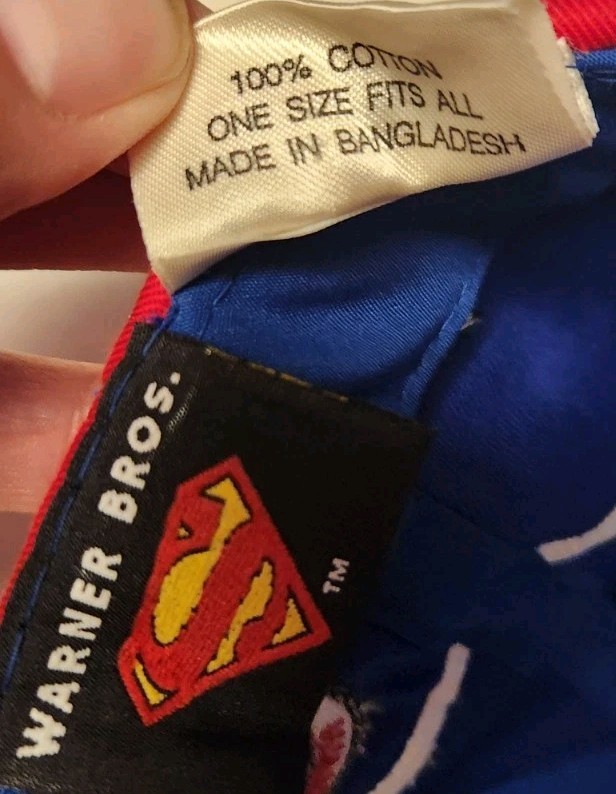 100% COTTON
ONE SIZE FITS ALL
MADE IN BANGLADESH
WARNER BROS.
S
TM